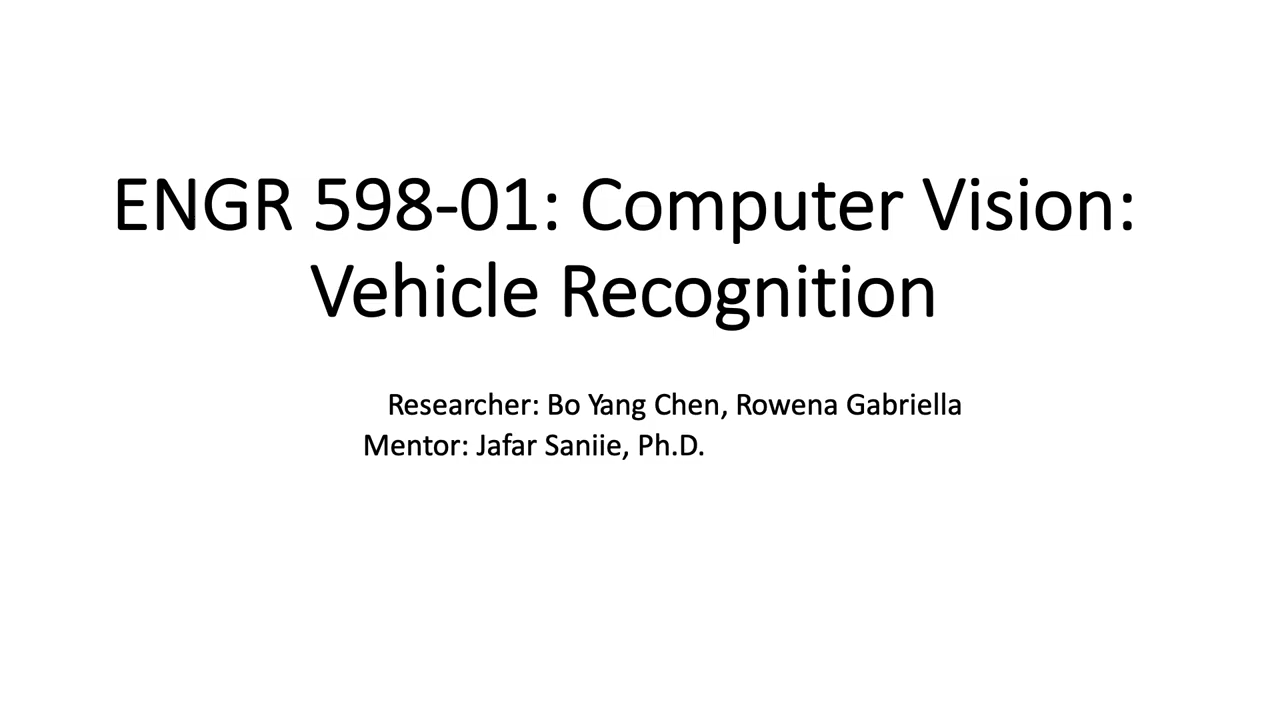 ENGR 598-01: Computer Vision:
Vehicle Recognition
Researcher: Bo Yang Chen, Rowena Gabriella
Mentor: Jafar Saniie, Ph.D.